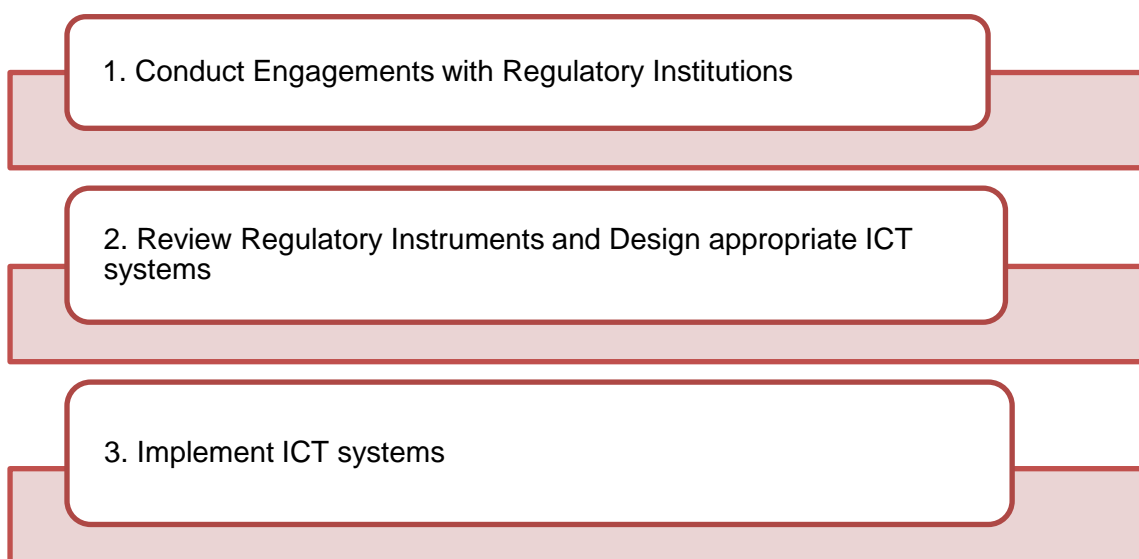 1. Conduct Engagements with Regulatory Institutions
2. Review Regulatory Instruments and Design appropriate ICT
systems
3. Implement ICT systems